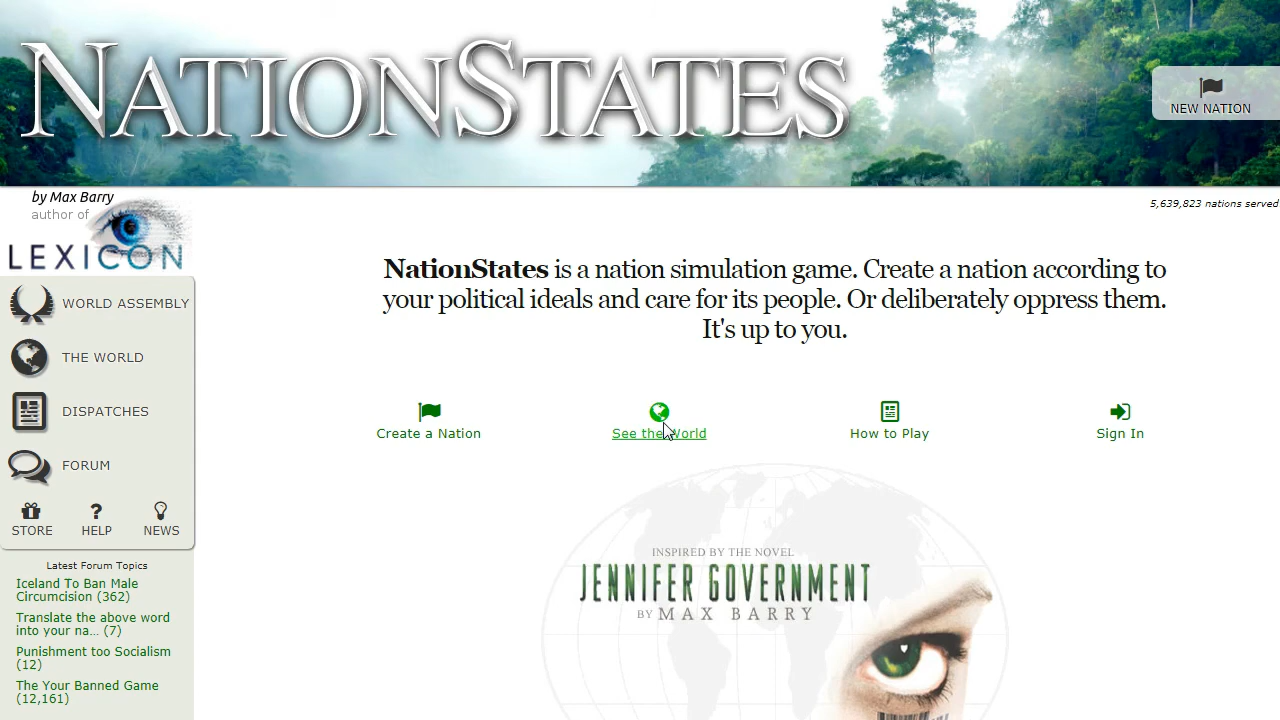 NATIONSTATES
NEW NATION
by Max Barry
author of
LEXICON
5,639,823 nations served
WORLD ASSEMBLY
THE WORLD
DISPATCHES
FORUM
STORE
HELP
NEWS
Latest Forum Topics
Iceland To Ban Male
Circumcision (362)
Translate the above word
into your na... (7)
Punishment too Socialism
(12)
The Your Banned Game
(12,161)
NationStates is a nation simulation game. Create a nation according to
your political ideals and care for its people. Or deliberately oppress them.
It's up to you.
Create a Nation
See the World
How to Play
Sign In
INSPIRED BY THE NOVEL
JENNIFER GOVERNMENT
BY MAX BARRY